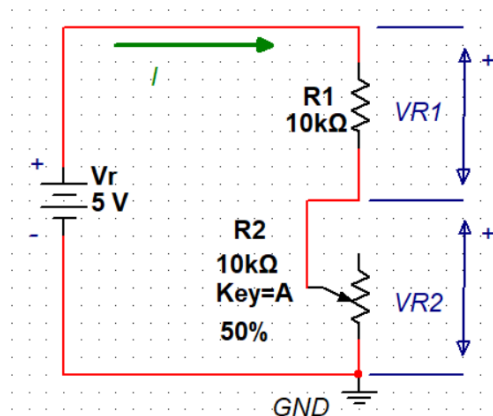 I
R1
10kΩ
VR1
+
+
Vr
5 V
-
R2
10kΩ
Key=A
50%
+
VR2
GND